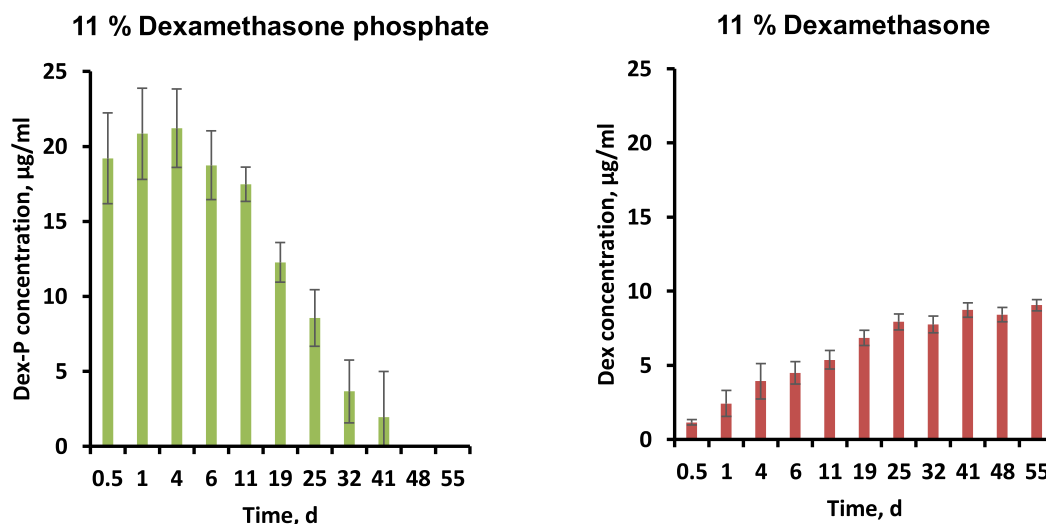 11 % Dexamethasone phosphate
Dex-P concentration, µg/ml
25
20
15
10
5
0
0.5 1 4 6 11 19 25 32 41 48 55
Time, d
11 % Dexamethasone
Dex concentration, µg/ml
25
20
15
10
5
0
0.5 1 4 6 11 19 25 32 41 48 55
Time, d